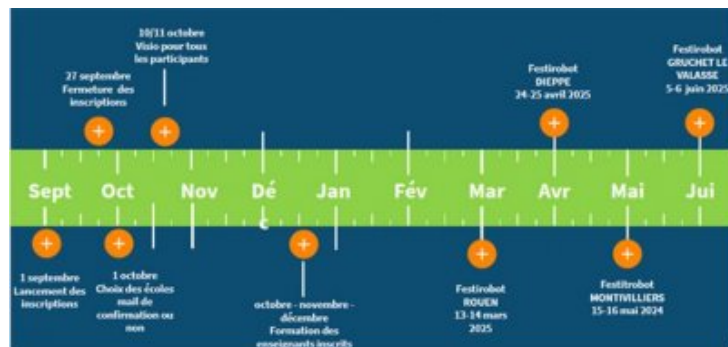 10/11 octobre
Visio pour tous
les participants
27 septembre
Fermeture des
inscriptions
Festirobot
DIEPPE
24-25 avril 2025
Festirobot
GRUCHET LE
VALASSE
5-6 juin 2025
Sept Oct Nov Dé Jan Fév Mar Avr Mai Jui
c
1 septembre
Lancement des
inscriptions
1 octobre
Choix des écoles
mail de
confirmation ou
non
octobre - novembre -
décembre
Formation des
enseignants inscrits
Festirobot
ROUEN
13-14 mars
2025
Festitrobot
MONTIVILLIERS
15-16 mai 2024